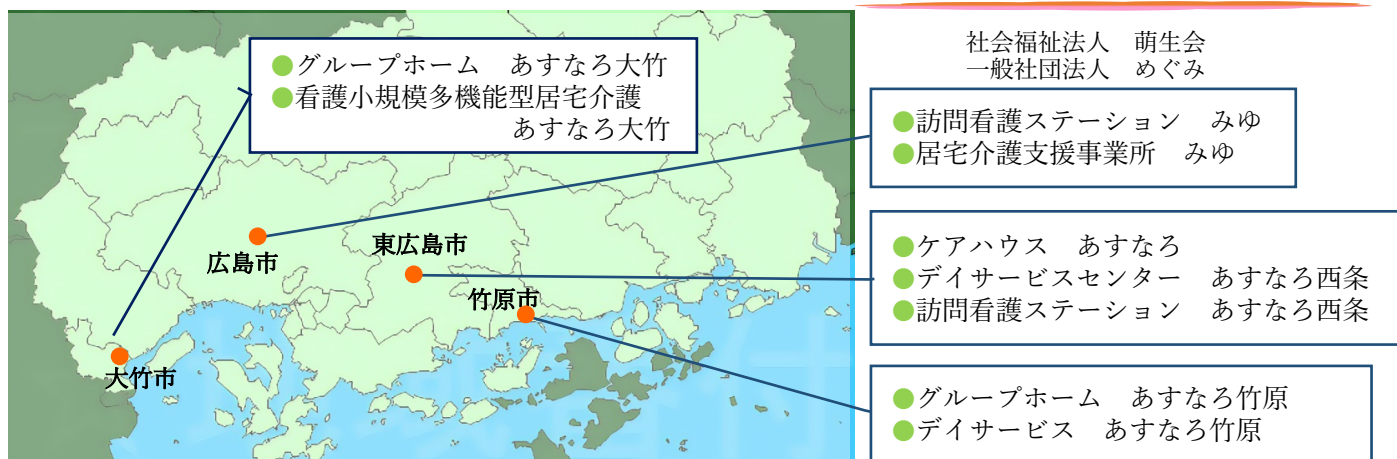 社会福祉法人　萌生会
一般社団法人　めぐみ
●グループホーム　あすなろ大竹
●看護小規模多機能型居宅介護
あすなろ大竹
●訪問看護ステーション　みゆ
●居宅介護支援事業所　みゆ
●ケアハウス　あすなろ
●デイサービスセンター　あすなろ西条
●訪問看護ステーション　あすなろ西条
●グループホーム　あすなろ竹原
●デイサービス　あすなろ竹原
広島市
東広島市
竹原市
大竹市